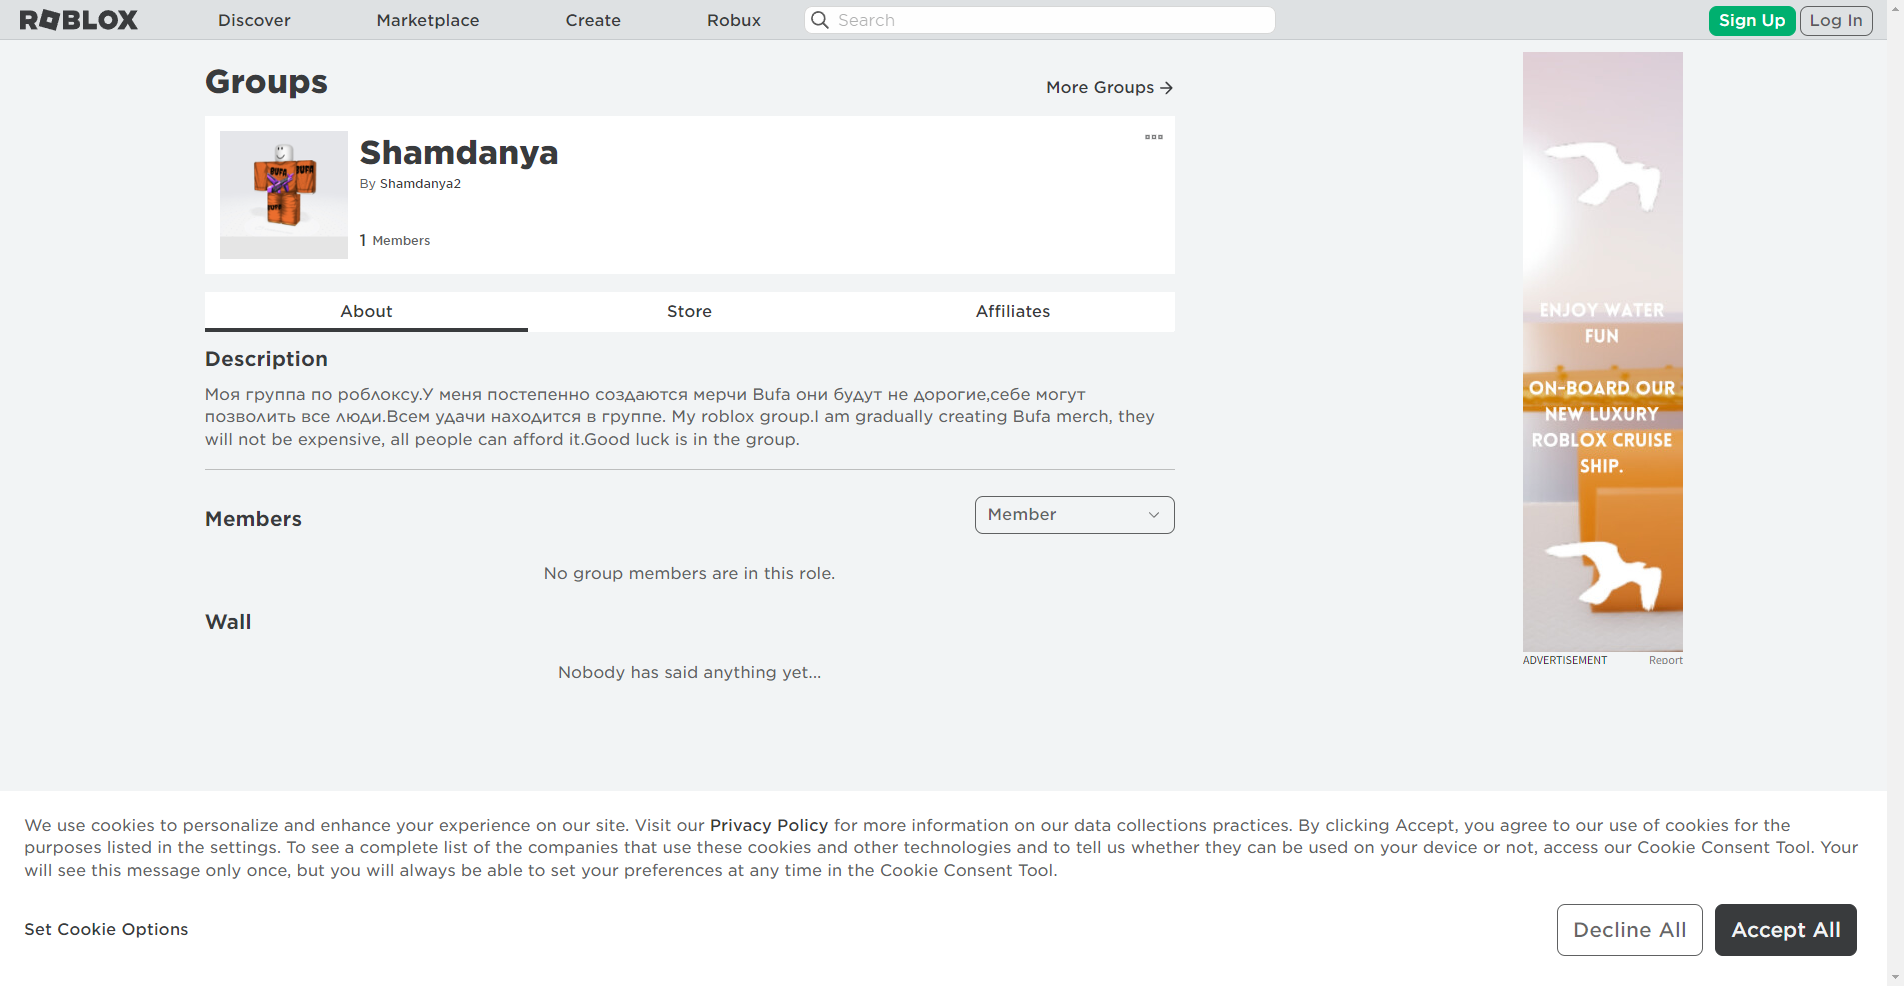 ROBLOX
Discover
Marketplace
Create
Robux
Search
Sign Up
Log In
Groups
More Groups →
BUFA
BUFA
BUFA
Shamdanya
By Shamdanya2
1 Members
About
Store
Affiliates
Description
Моя группа по роблоксу.У меня постепенно создаются мерчи Bufa они будут не дорогие,себе могут
позволить все люди.Всем удачи находится в группе. My roblox group.I am gradually creating Bufa merch, they
will not be expensive, all people can afford it.Good luck is in the group.
Members
Member
No group members are in this role.
Wall
Nobody has said anything yet...
ENJOY WATER
FUN
ON-BOARD OUR
NEW LUXURY
ROBLOX CRUISE
SHIP.
ADVERTISEMENT
Report
We use cookies to personalize and enhance your experience on our site. Visit our Privacy Policy for more information on our data collections practices. By clicking Accept, you agree to our use of cookies for the
purposes listed in the settings. To see a complete list of the companies that use these cookies and other technologies and to tell us whether they can be used on your device or not, access our Cookie Consent Tool. Your
will see this message only once, but you will always be able to set your preferences at any time in the Cookie Consent Tool.
Set Cookie Options
Decline All
Accept All